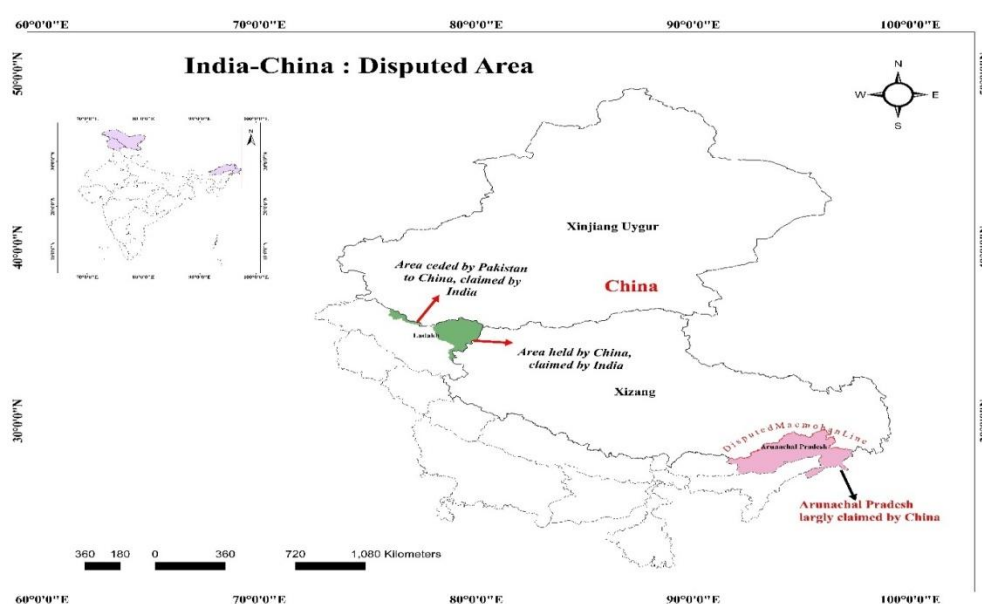 60°0'0"E 70°0'0"E 80°0'0"E 90°0'0"E 100°0'0"E
India-China : Disputed Area
N
W E
S
50°0'0"N
N
40°0'0"N
30°0'0"N
Xinjiang Uygur
China
Area ceded by Pakistan
to China, claimed by
India
Area held by China,
claimed by India
Xizang
DisputedMacmohanLine
Arunachal Pradesh
Arunachal Pradesh
largely claimed by China
360 180 0 360 720 1,080 Kilometers
60°0'0"E 70°0'0"E 80°0'0"E 90°0'0"E 100°0'0"E